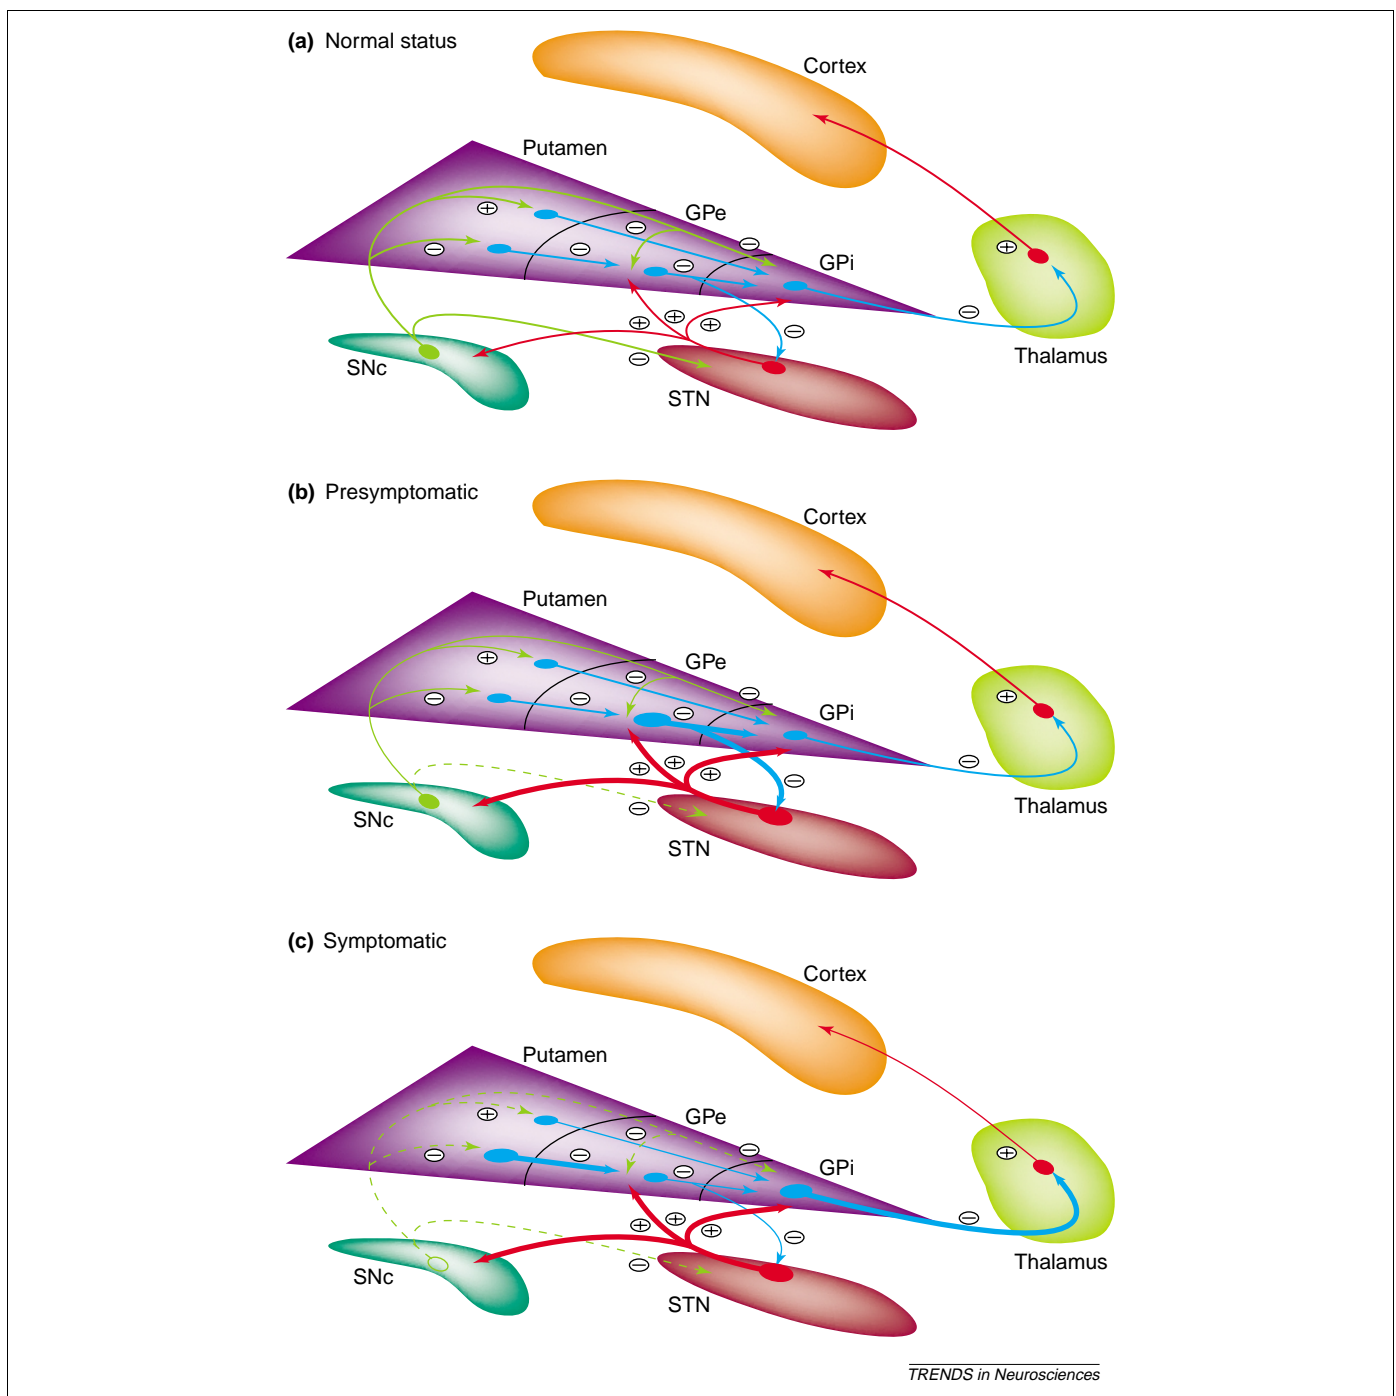 (a) Normal status
Cortex
Putamen
+
GPe
−
−
−
−
−
GPi
+
−
+
+
+
−
−
SNc
STN
Thalamus
(b) Presymptomatic
Cortex
Putamen
+
GPe
−
−
−
−
−
GPi
+
−
+
+
+
−
−
SNc
STN
Thalamus
(c) Symptomatic
Cortex
Putamen
+
GPe
−
−
−
−
−
GPi
+
−
+
+
+
−
−
SNc
STN
Thalamus
TRENDS in Neurosciences